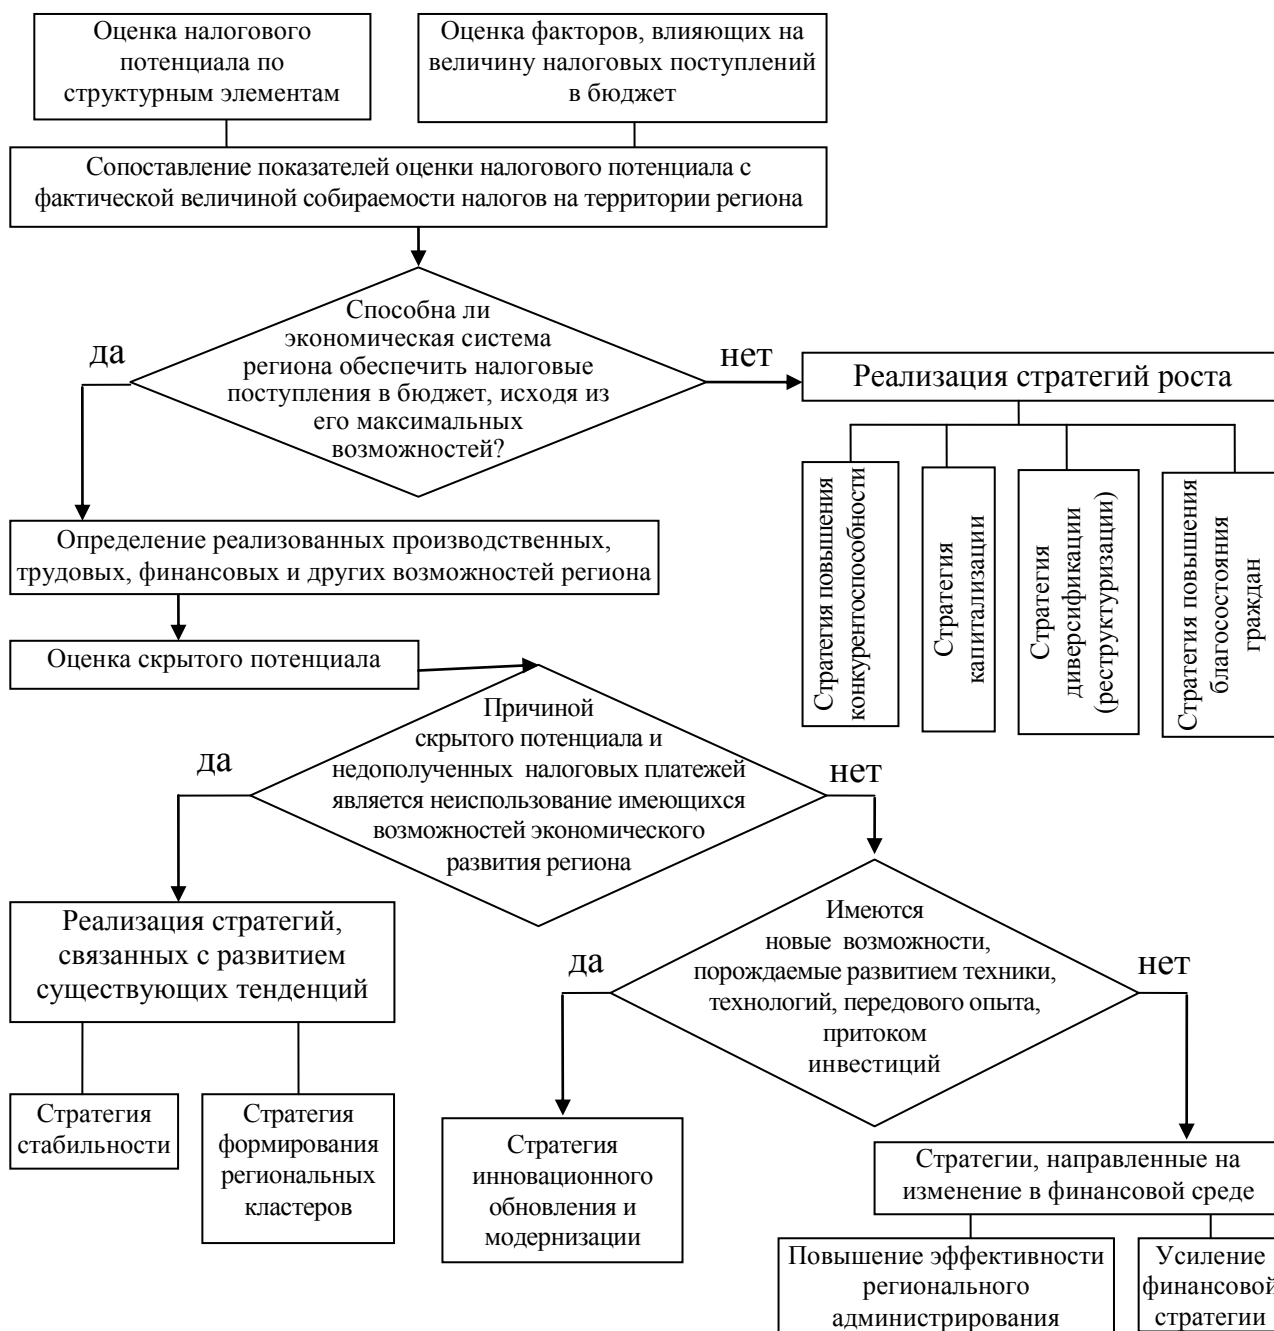 Оценка налогового
потенциала по
структурным элементам
Оценка факторов, влияющих на
величину налоговых поступлений
в бюджет
Сопоставление показателей оценки налогового потенциала с
фактической величиной собираемости налогов на территории региона
Способна ли
экономическая система
региона обеспечить налоговые
поступления в бюджет, исходя из
его максимальных
возможностей?
да
нет
Реализация стратегий роста
Стратегия повышения
конкурентоспособности
Стратегия
капитализации
Стратегия
диверсификации
(реструктуризации)
Стратегия повышения
благосостояния
граждан
Определение реализованных производственных,
трудовых, финансовых и других возможностей региона
Оценка скрытого потенциала
Причиной
скрытого потенциала и
недополученных налоговых платежей
является неиспользование имеющихся
возможностей экономического
развития региона
да
нет
Реализация стратегий,
связанных с развитием
существующих тенденций
Стратегия
стабильности
Стратегия
формирования
региональных
кластеров
Имеются
новые возможности,
порождаемые развитием техники,
технологий, передового опыта,
притоком
инвестиций
да
нет
Стратегия
инновационного
обновления и
модернизации
Стратегии, направленные на
изменение в финансовой среде
Повышение эффективности
регионального
администрирования
Усиление
финансовой
стратегии